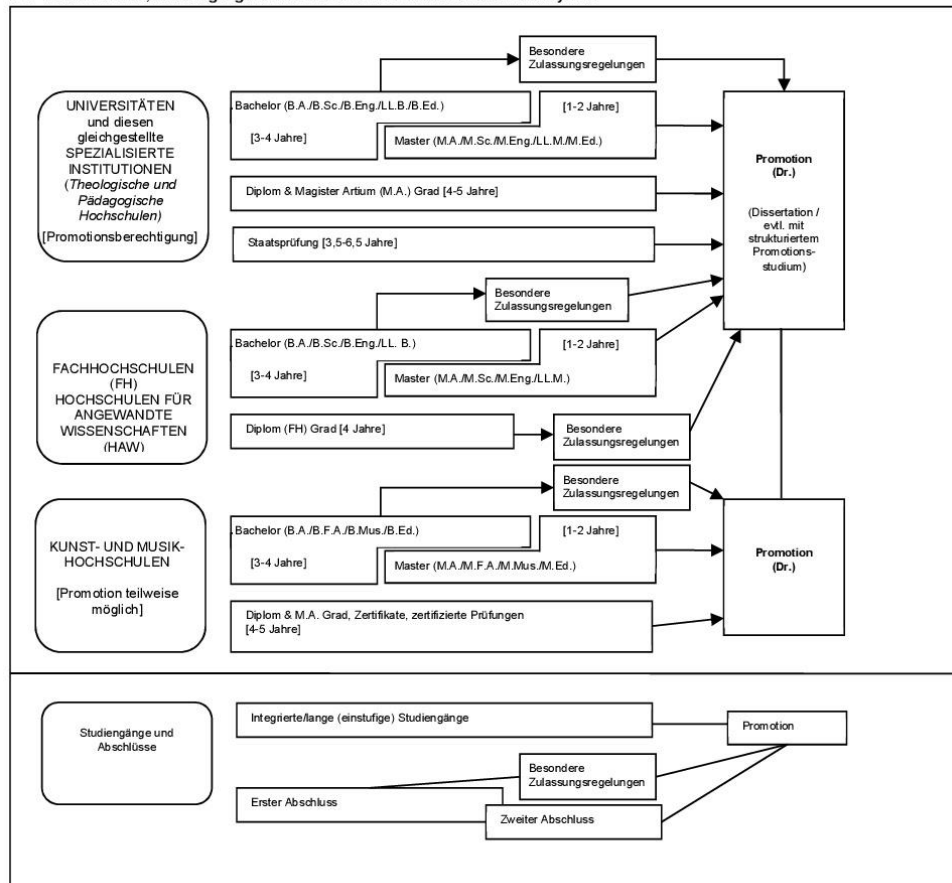 Besondere
Zulassungsregelungen
UNIVERSITÄTEN
und diesen
gleichgestellte
SPEZIALISIERTE
INSTITUTIONEN
(Theologische und
Pädagogische
Hochschulen)
[Promotionsberechtigung]
Bachelor (B.A./B.Sc./B.Eng./LL.B./B.Ed.)
[3-4 Jahre]
[1-2 Jahre]
Master (M.A./M.Sc./M.Eng./LL.M./M.Ed.)
Diplom & Magister Artium (M.A.) Grad [4-5 Jahre]
Staatsprüfung [3,5-6,5 Jahre]
Promotion
(Dr.)
(Dissertation /
evtl. mit
strukturiertem
Promotions-
studium)
Besondere
Zulassungsregelungen
FACHHOCHSCHULEN
(FH)
HOCHSCHULEN FÜR
ANGEWANDTE
WISSENSCHAFTEN
(HAW)
Bachelor (B.A./B.Sc./B.Eng./LL. B.)
[3-4 Jahre]
[1-2 Jahre]
Master (M.A./M.Sc./M.Eng./LL.M.)
Diplom (FH) Grad [4 Jahre]
Besondere
Zulassungsregelungen
Besondere
Zulassungsregelungen
KUNST- UND MUSIK-
HOCHSCHULEN
[Promotion teilweise
möglich]
Bachelor (B.A./B.F.A./B.Mus./B.Ed.)
[3-4 Jahre]
[1-2 Jahre]
Master (M.A./M.F.A./M.Mus./M.Ed.)
Diplom & M.A. Grad, Zertifikate, zertifizierte Prüfungen
[4-5 Jahre]
Promotion
(Dr.)
Studiengänge und
Abschlüsse
Integrierte/lange (einstufige) Studiengänge
Promotion
Besondere
Zulassungsregelungen
Erster Abschluss
Zweiter Abschluss